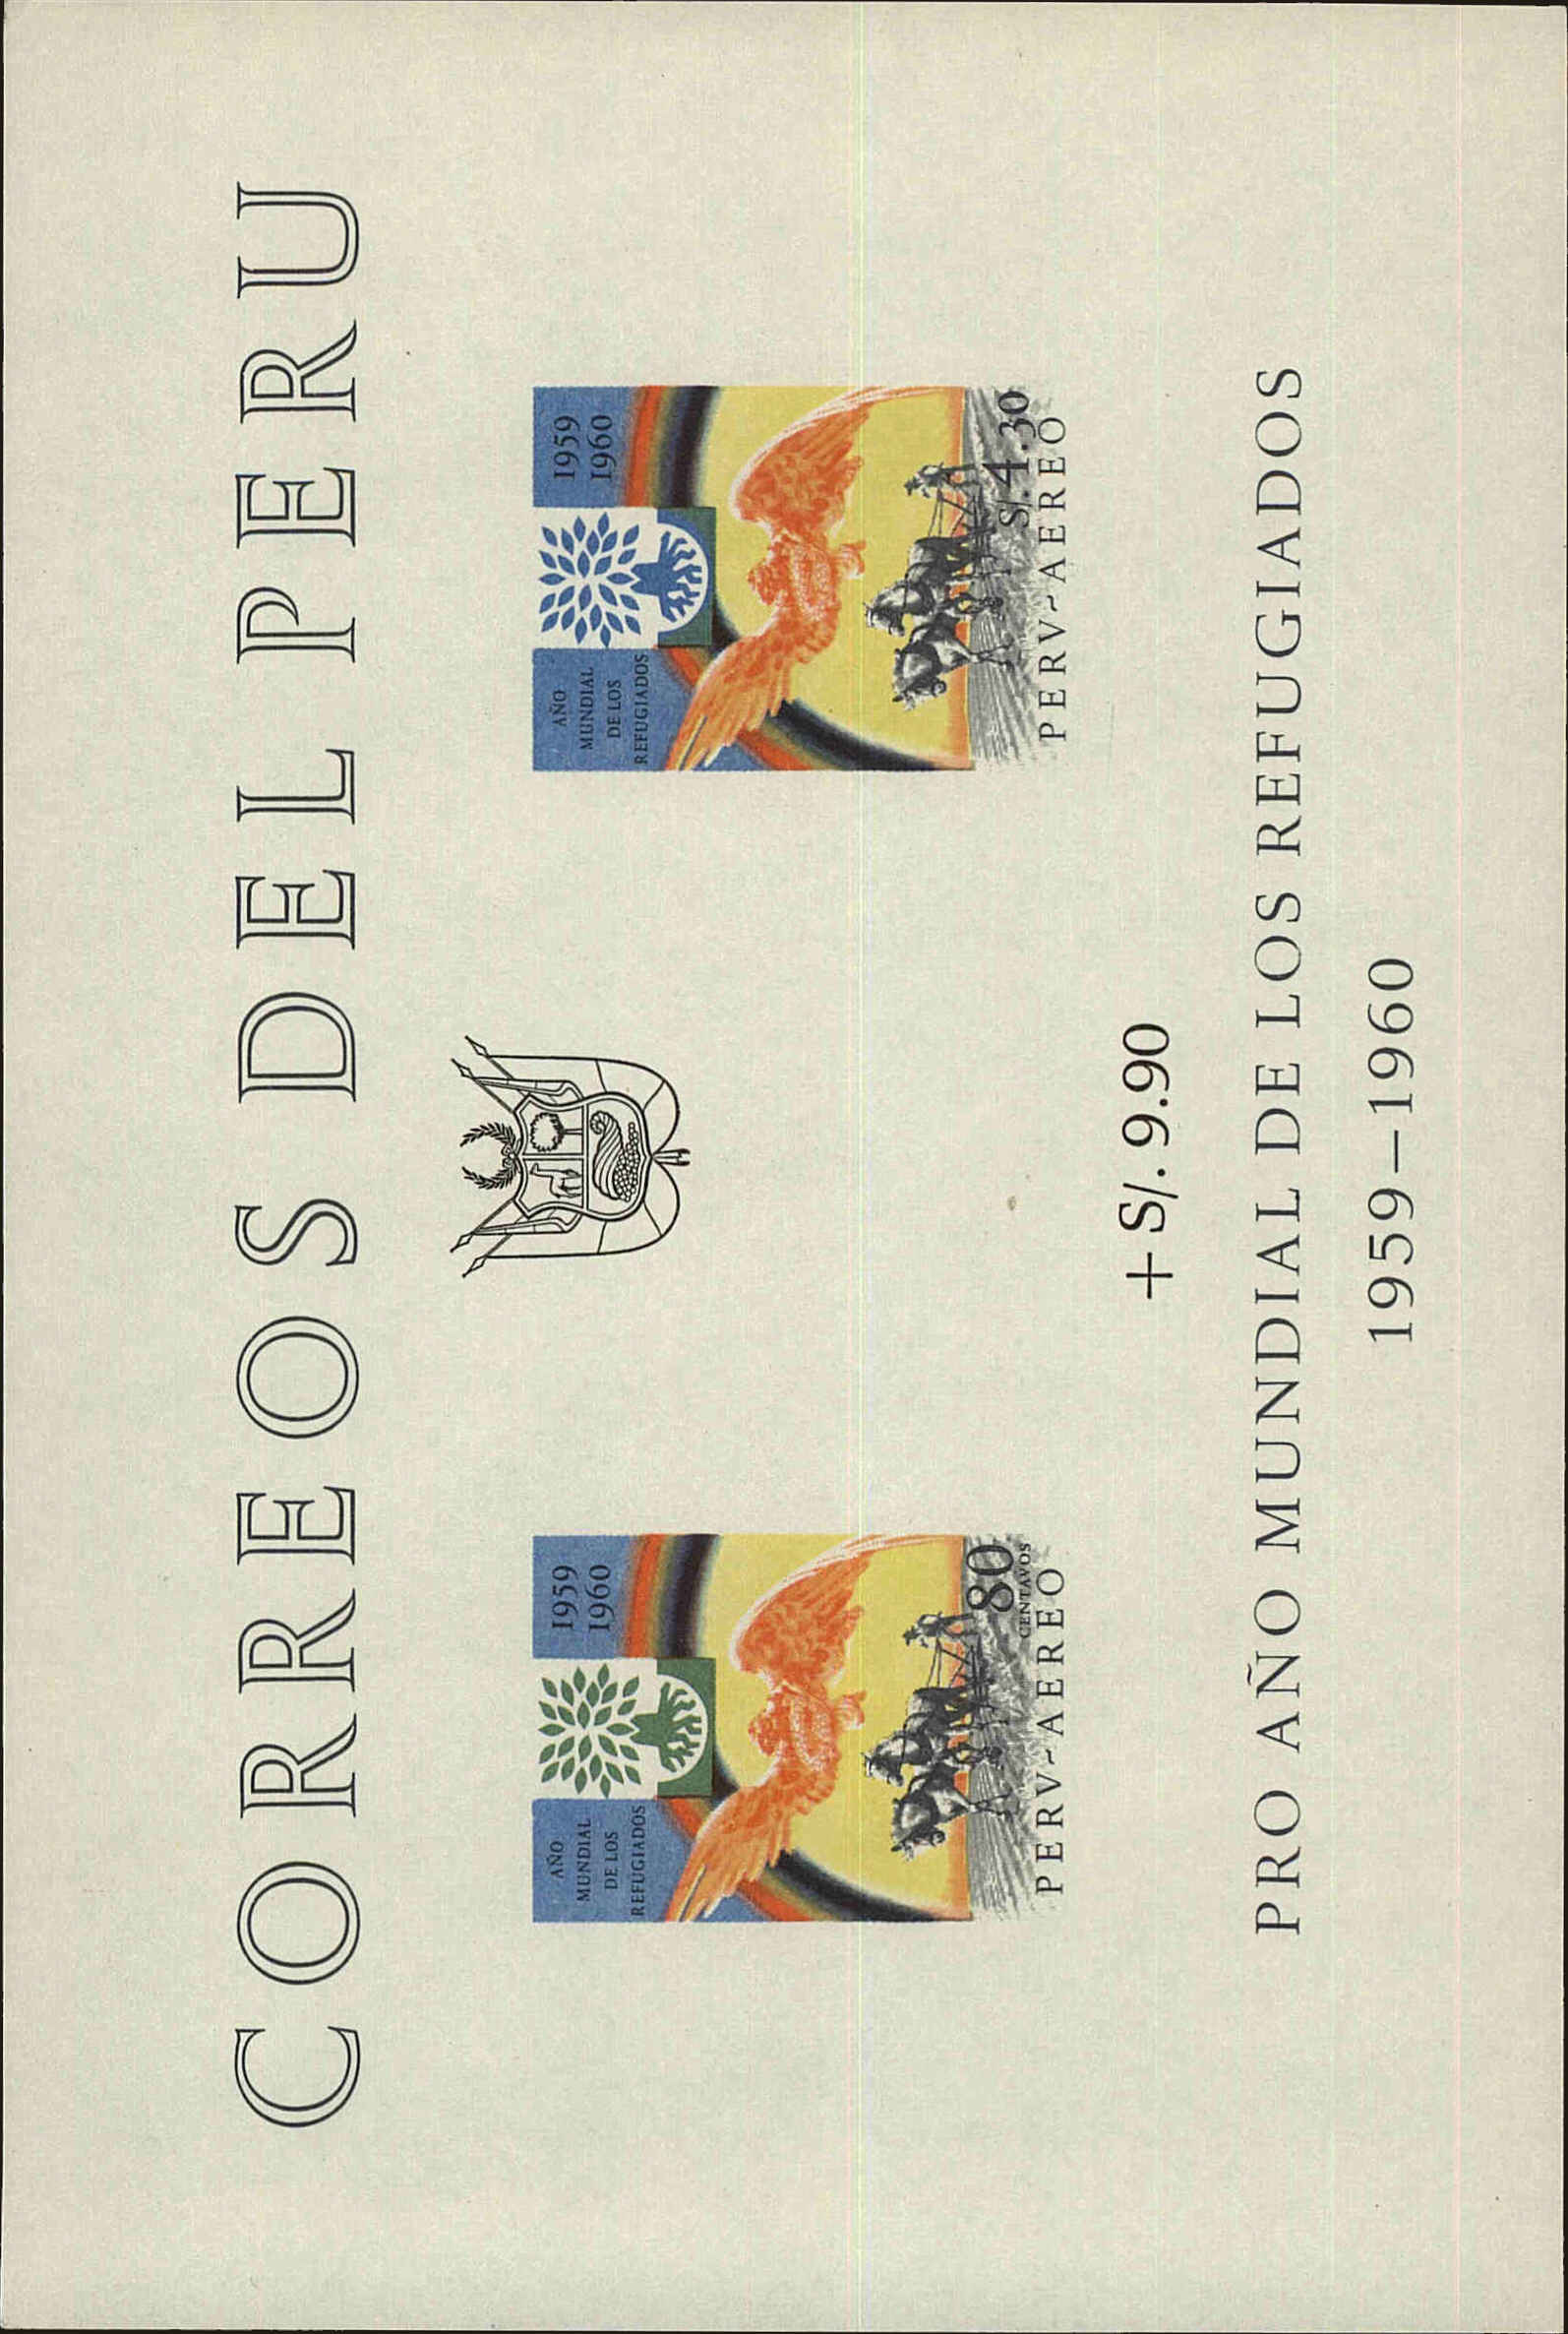 CORREOS DEL PERU
AÑO
MUNDIAL
DE LOS
REFUGIADOS
1959
1960
80
CENTAVOS
PERV~AEREO
AÑO
MUNDIAL
DE LOS
REFUGIADOS
1959
1960
S/.4.30
PERV~AEREO
+ S/. 9.90
PRO AÑO MUNDIAL DE LOS REFUGIADOS
1959–1960